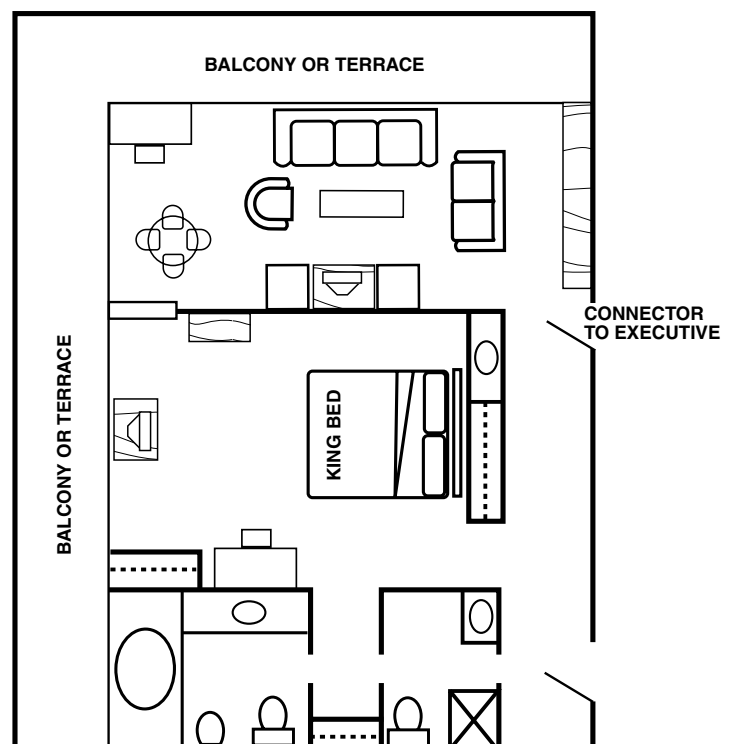 BALCONY OR TERRACE
CONNECTOR
TO EXECUTIVE
BALCONY OR TERRACE
KING BED